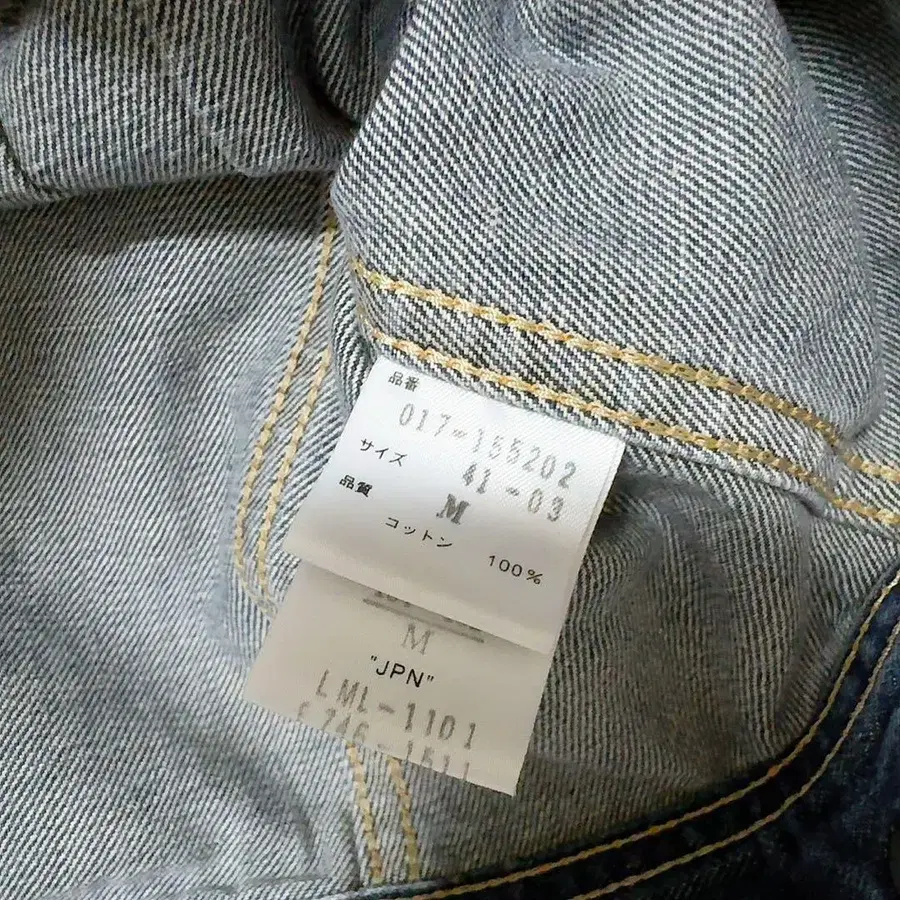 品番
017-155202
41-03
サイズ
M
品質
コットン 100%
M
"JPN"
LML-1101